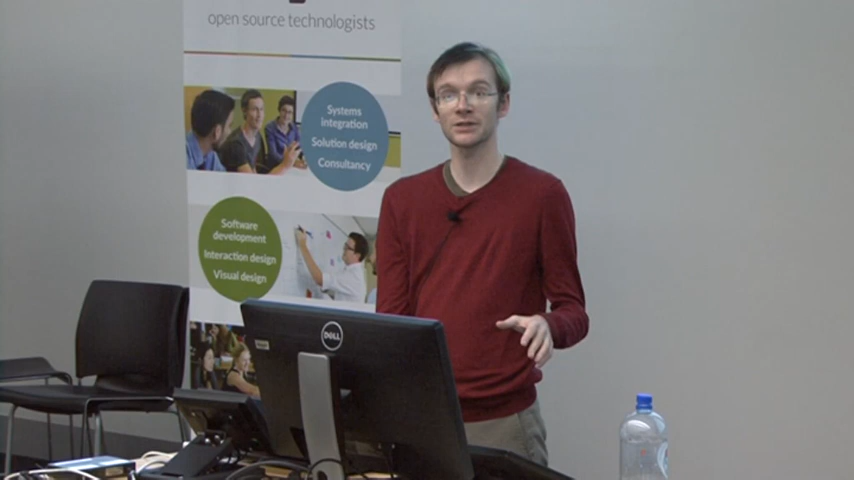 open source technologists
Systems
integration
Solution design
Consultancy
Software
development
Interaction design
Visual design
DELL